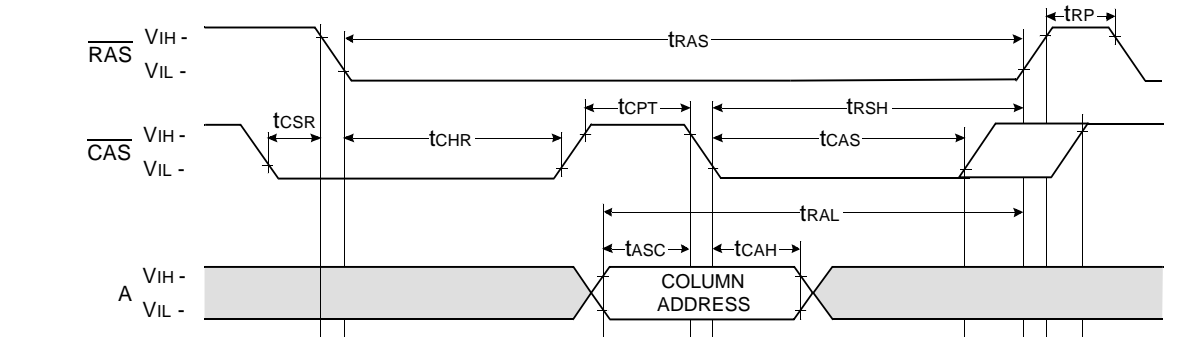 tRP
RAS
VIH -
tRAS
VIL -
tCPT
tRSH
tCSR
CAS
VIH -
tCHR
tCAS
VIL -
tRAL
tASC
tCAH
A
VIH -
COLUMN
ADDRESS
VIL -